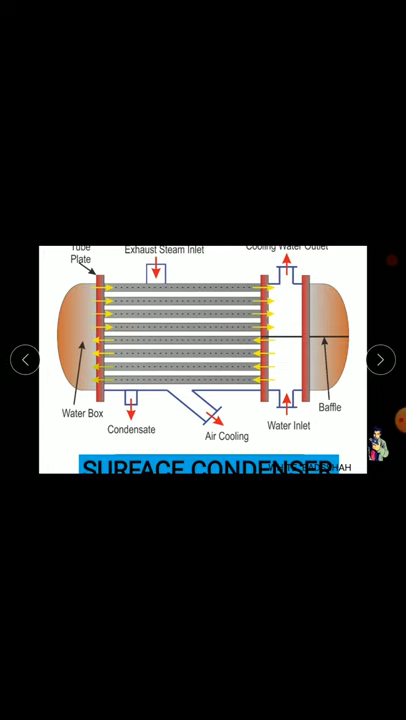 Tube
Plate
Exhaust Steam Inlet
Cooling Water Outlet
Water Box
Condensate
Air Cooling
Water Inlet
Baffle
SURFACE CONDENSER